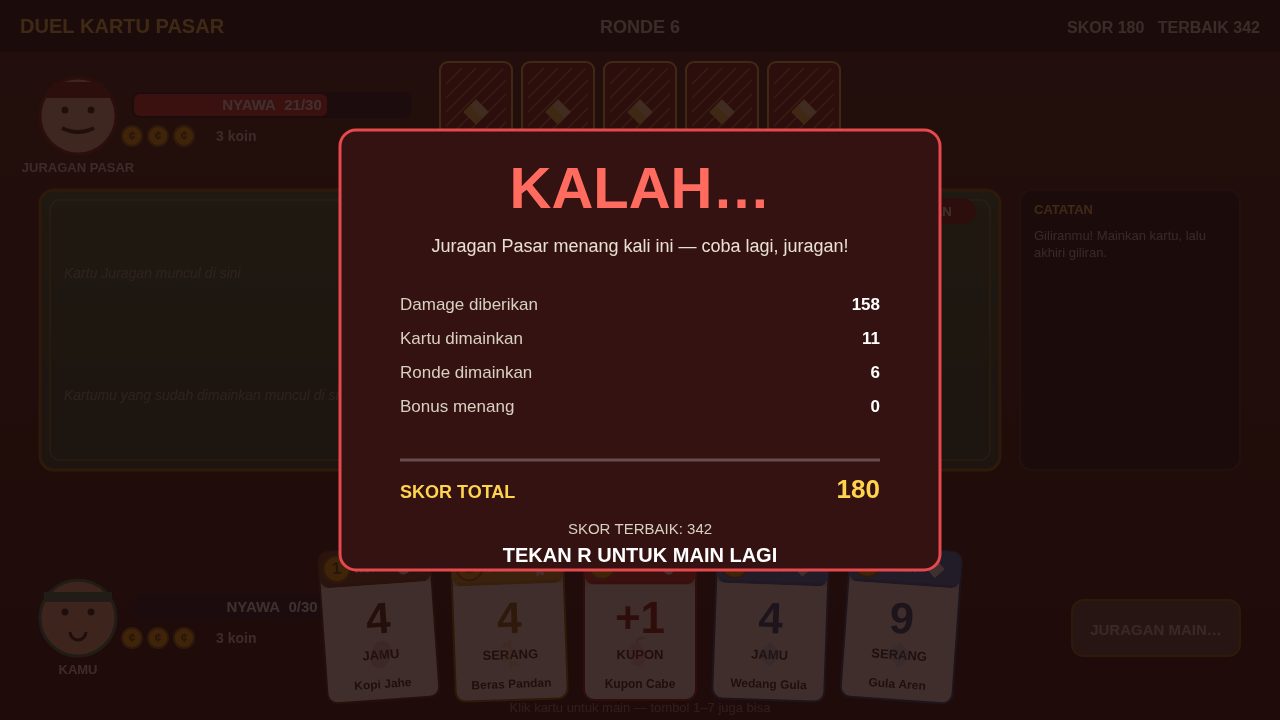 DUEL KARTU PASAR
RONDE 6
SKOR 180 TERBAIK 342
NYAWA 21/30
3 koin
JURAGAN PASAR
KALAH...
Juragan Pasar menang kali ini — coba lagi, juragan!
Damage diberikan 158
Kartu dimainkan 11
Ronde dimainkan 6
Bonus menang 0
SKOR TOTAL 180
SKOR TERBAIK: 342
TEKAN R UNTUK MAIN LAGI
Kartu Juragan muncul di sini
Kartumu yang sudah dimainkan muncul di
CATATAN
Giliranmu! Mainkan kartu, lalu
akhiri giliran.
NYAWA 0/30
3 koin
KAMU
4
JAMU
Kopi Jahe
4
SERANG
Beras Pandan
+1
KUPON
Kupon Cabe
4
JAMU
Wedang Gula
9
SERANG
Gula Aren
JURAGAN MAIN...
Klik kartu untuk main — tombol 1–7 juga bisa